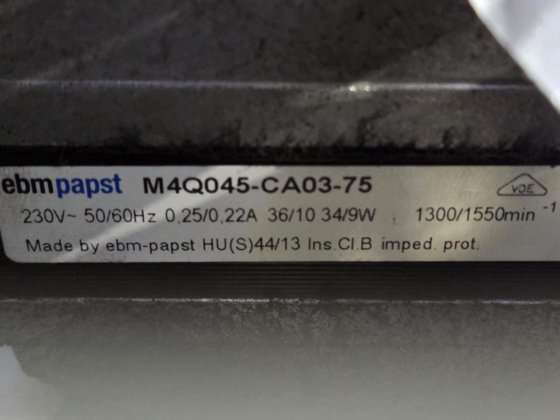 ebmpapst M4Q045-CA03-75 VDE
230V~ 50/60Hz 0,25/0,22A 36/10 34/9W 1300/1550min -1
Made by ebm-papst HU(S)44/13 Ins.Cl.B imped. prot.